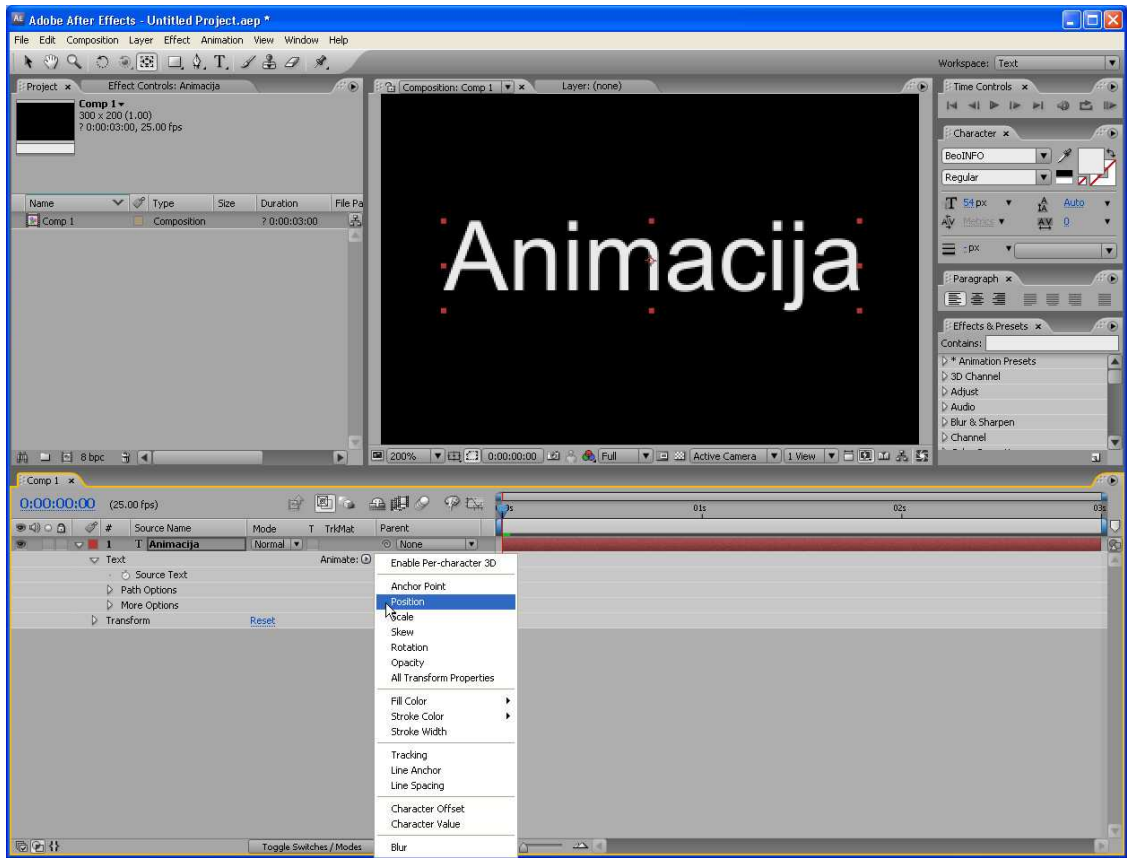 Adobe After Effects - Untitled Project.aep *
File Edit Composition Layer Effect Animation View Window Help
Workspace: Text
Project Effect Controls: Animacija
Composition: Comp 1 Layer: (none)
Time Controls
Comp 1
300 x 200 (1.00)
? 0:00:03:00, 25.00 fps
Character
BeoINFO
Regular
Name Type Size Duration File Pa
Comp 1 Composition ? 0:00:03:00
54 px Auto
Metrics 0
- px
Animacija
Paragraph
Effects & Presets
Contains:
* Animation Presets
3D Channel
Adjust
Audio
Blur & Sharpen
Channel
8 bpc
200% 0:00:00:00 Full Active Camera 1 View
Comp 1
0:00:00:00 (25.00 fps)
0s 01s 02s 03s
# Source Name Mode T TrkMat Parent
1 T Animacija Normal None
Text Animate:
Source Text
Path Options
More Options
Transform Reset
Enable Per-character 3D
Anchor Point
Position
Scale
Skew
Rotation
Opacity
All Transform Properties
Fill Color
Stroke Color
Stroke Width
Tracking
Line Anchor
Line Spacing
Character Offset
Character Value
Blur
Toggle Switches / Modes